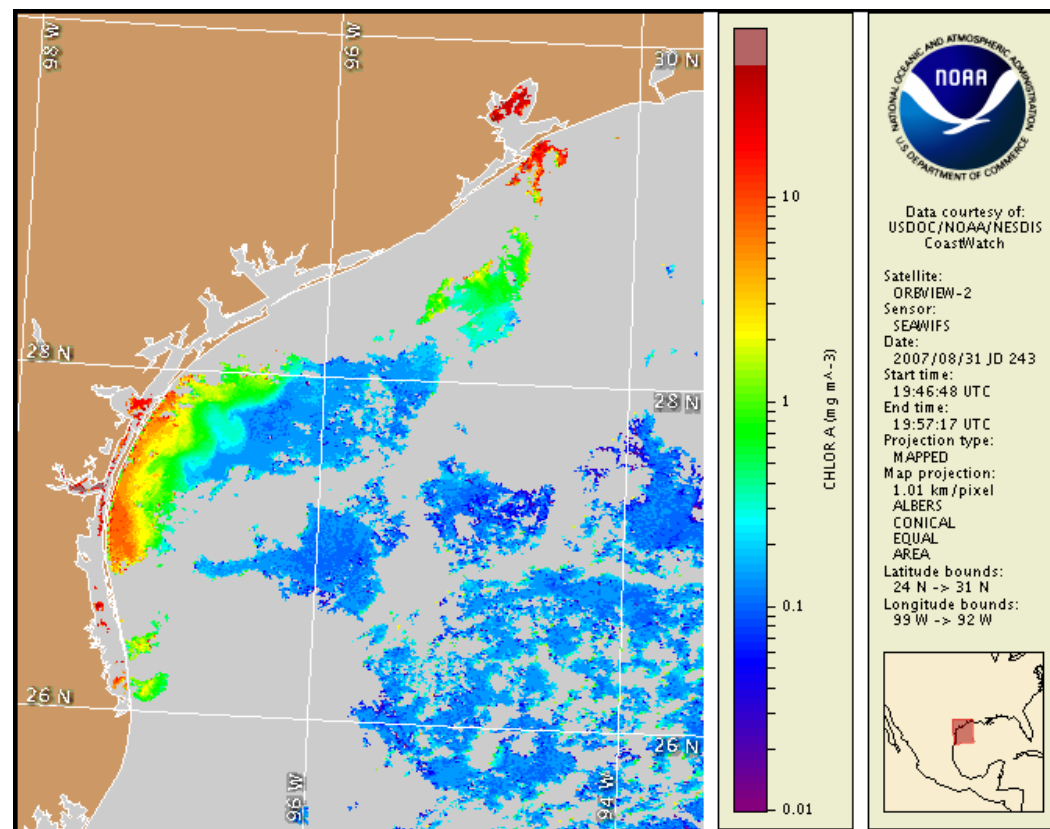 98 W
96 W
30 N
28 N
28 N
26 N
26 N
96 W
94 W
10
1
0.1
0.01
CHLOR A (mg m^-3)
NATIONAL OCEANIC AND ATMOSPHERIC ADMINISTRATION
NOAA
U.S. DEPARTMENT OF COMMERCE
Data courtesy of:
USDOC/NOAA/NESDIS
CoastWatch
Satellite:
ORBVIEW-2
Sensor:
SEAWIFS
Date:
2007/08/31 JD 243
Start time:
19:46:48 UTC
End time:
19:57:17 UTC
Projection type:
MAPPED
Map projection:
1.01 km/pixel
ALBERS
CONICAL
EQUAL
AREA
Latitude bounds:
24 N -> 31 N
Longitude bounds:
99 W -> 92 W